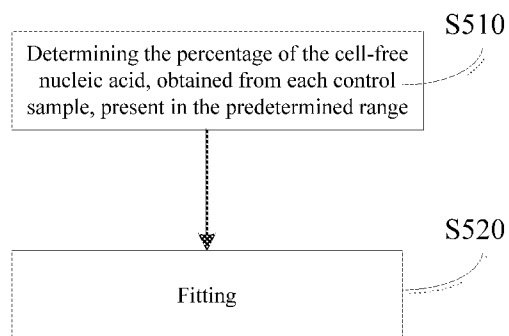 S510
Determining the percentage of the cell-free
nucleic acid, obtained from each control
sample, present in the predetermined range
S520
Fitting